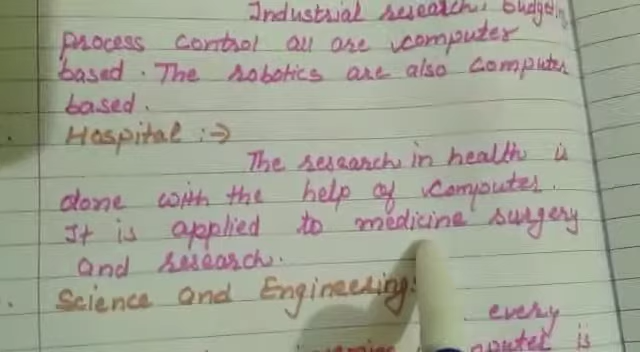 Industrial research, budgeting
process control all are computer
based. The robotics are also computer
based.
Hospital :→
The research in health is
done with the help of computer.
It is applied to medicine surgery
and research.
Science and Engineering:
every
computer is